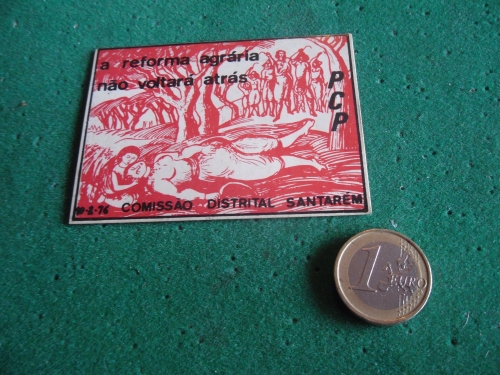 a reforma agrária
não voltará atrás
PCP
COMISSÃO DISTRITAL SANTARÉM
1 EURO